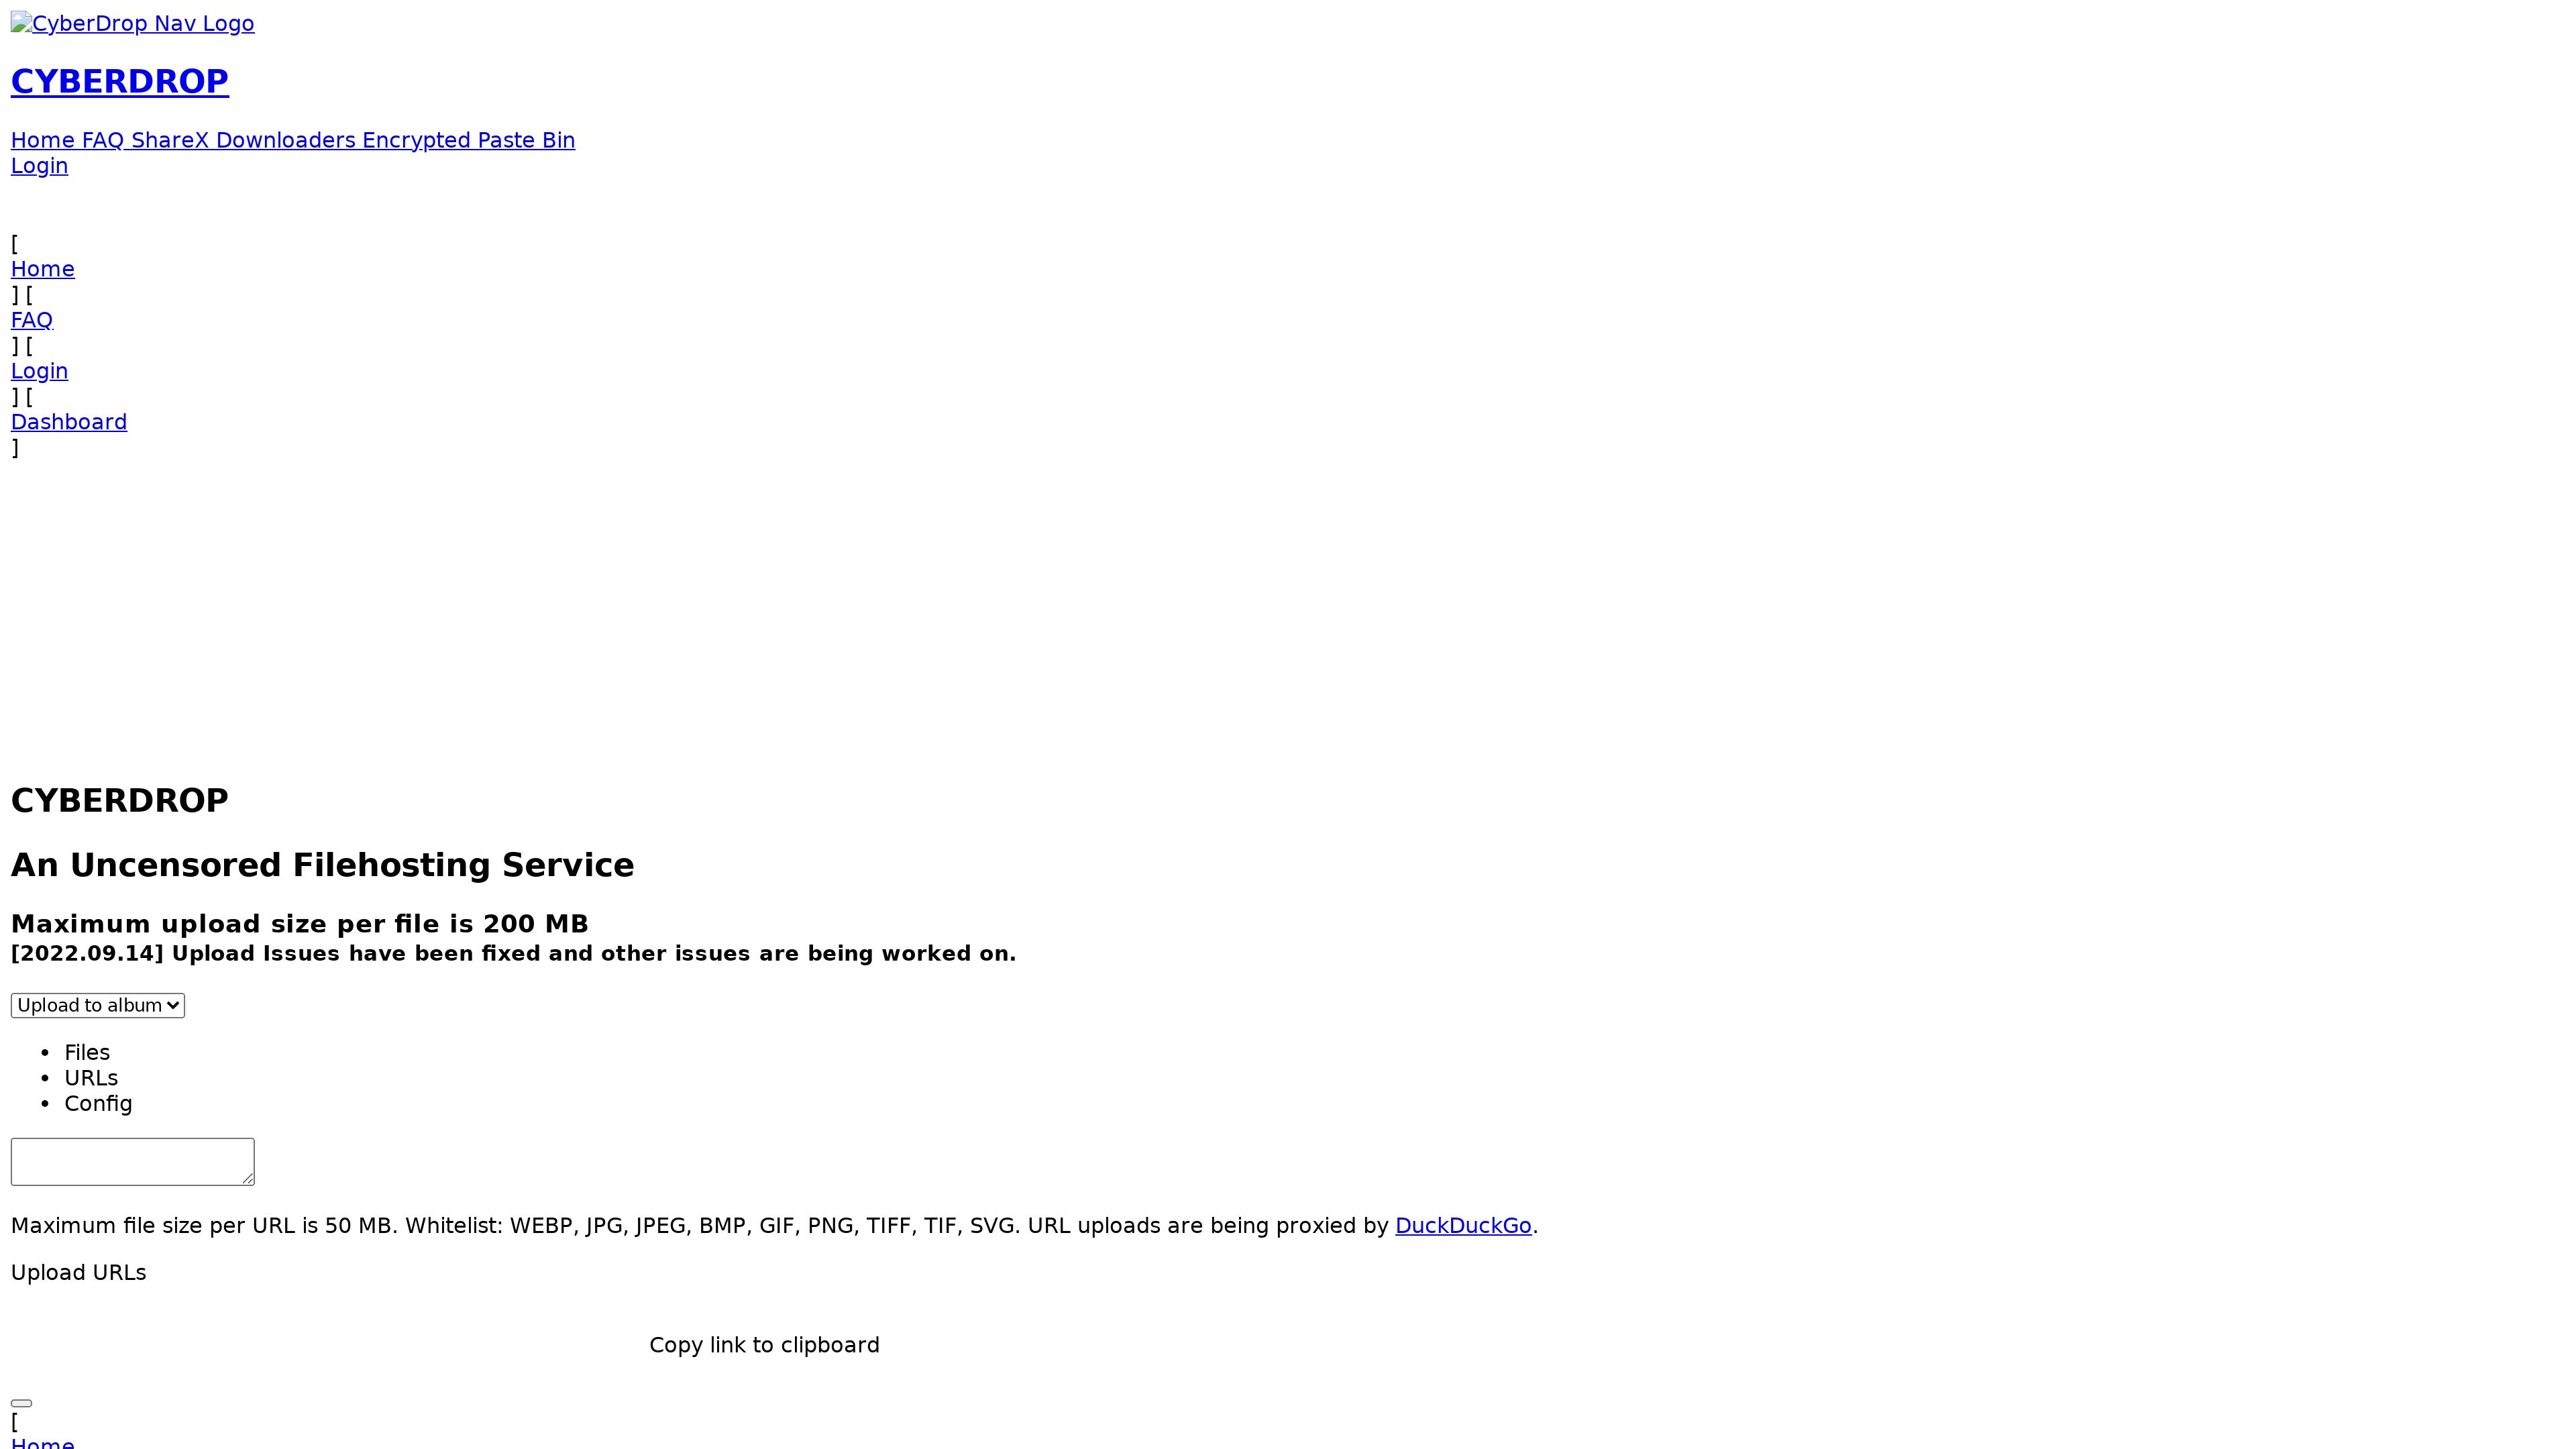 CyberDrop Nav Logo
CYBERDROP
Home FAQ ShareX Downloaders Encrypted Paste Bin
Login
[
Home
] [
FAQ
] [
Login
] [
Dashboard
]
CYBERDROP
An Uncensored Filehosting Service
Maximum upload size per file is 200 MB
[2022.09.14] Upload Issues have been fixed and other issues are being worked on.
Upload to album
• Files
• URLs
• Config
Maximum file size per URL is 50 MB. Whitelist: WEBP, JPG, JPEG, BMP, GIF, PNG, TIFF, TIF, SVG. URL uploads are being proxied by DuckDuckGo.
Upload URLs
Copy link to clipboard
[
Home